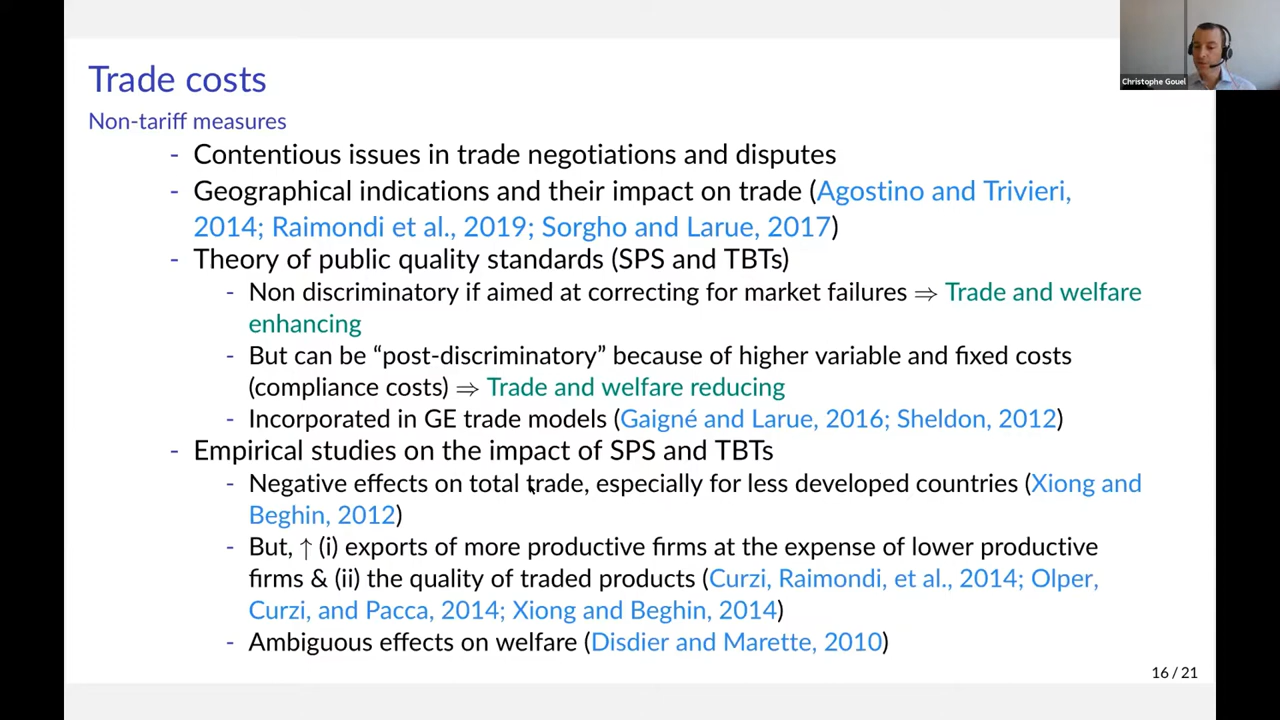 Trade costs
Christophe Gouel
Non-tariff measures
- Contentious issues in trade negotiations and disputes
- Geographical indications and their impact on trade (Agostino and Trivieri,
2014; Raimondi et al., 2019; Sorgho and Larue, 2017)
- Theory of public quality standards (SPS and TBTs)
- Non discriminatory if aimed at correcting for market failures ⇒ Trade and welfare
enhancing
- But can be “post-discriminatory” because of higher variable and fixed costs
(compliance costs) ⇒ Trade and welfare reducing
- Incorporated in GE trade models (Gaigné and Larue, 2016; Sheldon, 2012)
- Empirical studies on the impact of SPS and TBTs
- Negative effects on total trade, especially for less developed countries (Xiong and
Beghin, 2012)
- But, ↑ (i) exports of more productive firms at the expense of lower productive
firms & (ii) the quality of traded products (Curzi, Raimondi, et al., 2014; Olper,
Curzi, and Pacca, 2014; Xiong and Beghin, 2014)
- Ambiguous effects on welfare (Disdier and Marette, 2010)
16 / 21